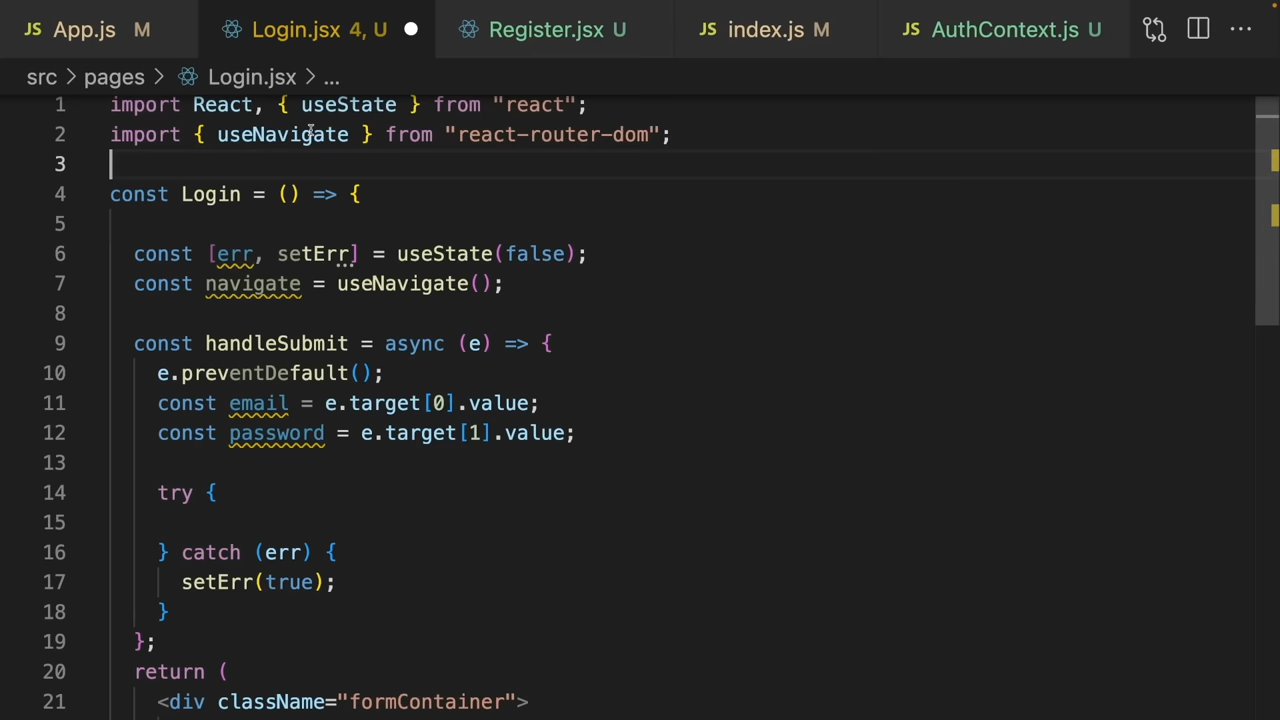 JS App.js M Login.jsx 4, U Register.jsx U JS index.js M JS AuthContext.js U ...
src > pages > Login.jsx > ...
1 import React, { useState } from "react";
2 import { useNavigate } from "react-router-dom";
3
4 const Login = () => {
5
6 const [err, setErr] = useState(false);
7 const navigate = useNavigate();
8
9 const handleSubmit = async (e) => {
10 e.preventDefault();
11 const email = e.target[0].value;
12 const password = e.target[1].value;
13
14 try {
15
16 } catch (err) {
17 setErr(true);
18 }
19 };
20 return (
21 <div className="formContainer">